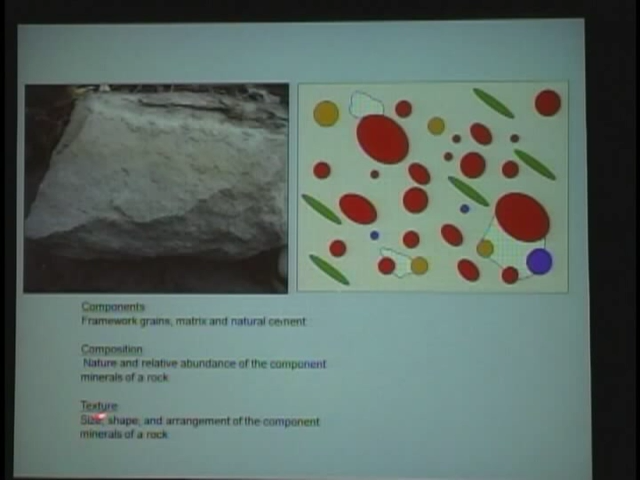 Components
Framework grains, matrix and natural cement
Composition
Nature and relative abundance of the component
minerals of a rock
Texture
Size, shape, and arrangement of the component
minerals of a rock